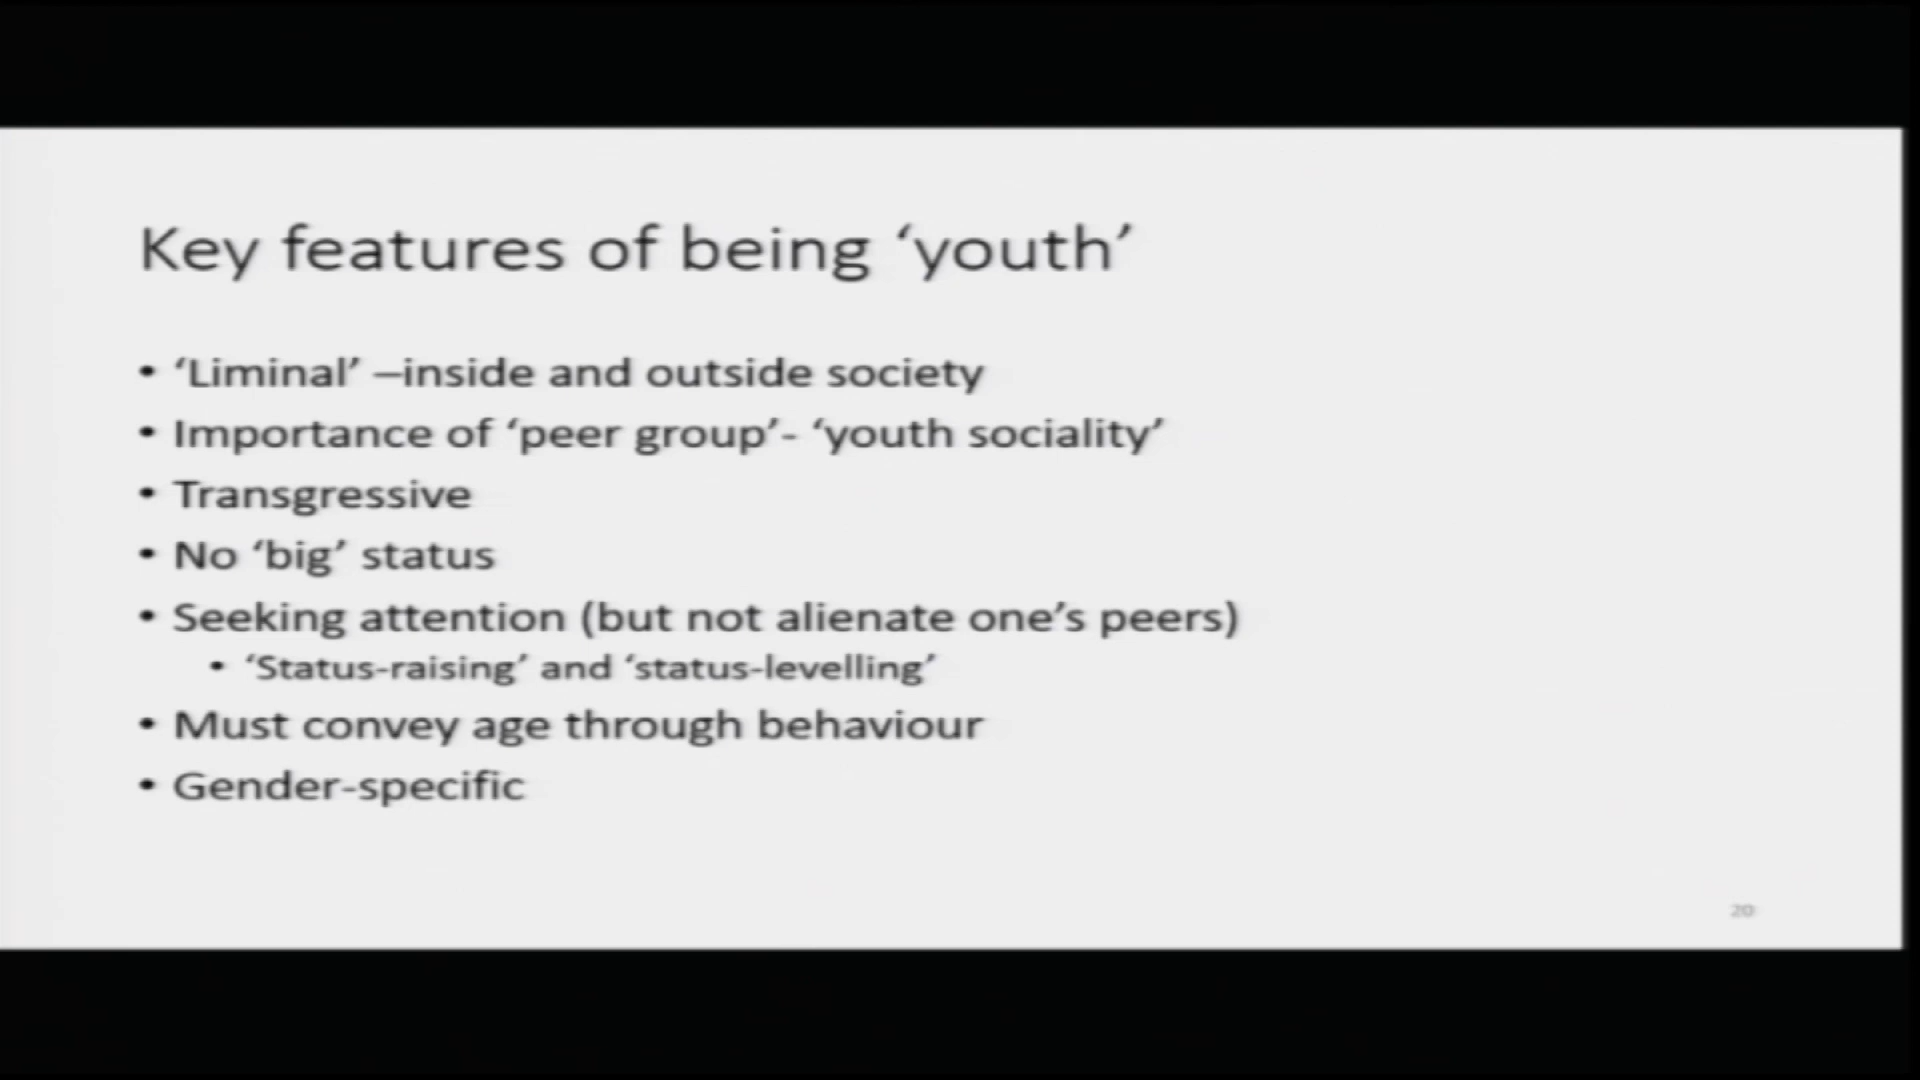 Key features of being ‘youth’
• ‘Liminal’ –inside and outside society
• Importance of ‘peer group’- ‘youth sociality’
• Transgressive
• No ‘big’ status
• Seeking attention (but not alienate one’s peers)
• ‘Status-raising’ and ‘status-levelling’
• Must convey age through behaviour
• Gender-specific
20